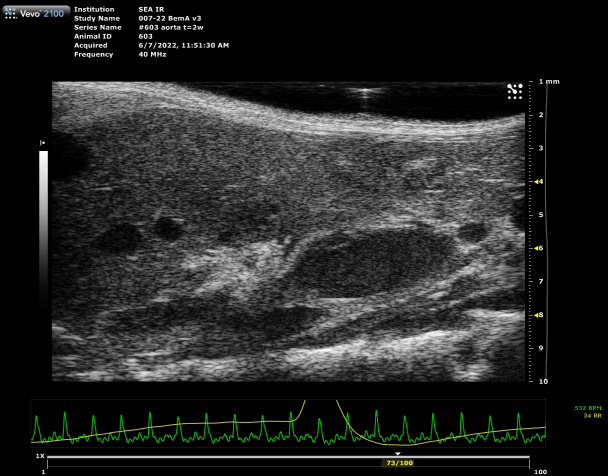 Vevo 2100
Institution SEA IR
Study Name 007-22 BemA v3
Series Name #603 aorta t=2w
Animal ID 603
Acquired 6/7/2022, 11:51:30 AM
Frequency 40 MHz
1 mm
2
3
4
5
6
7
8
9
10
532 BPM
34 RR
1X
73/100
1
100